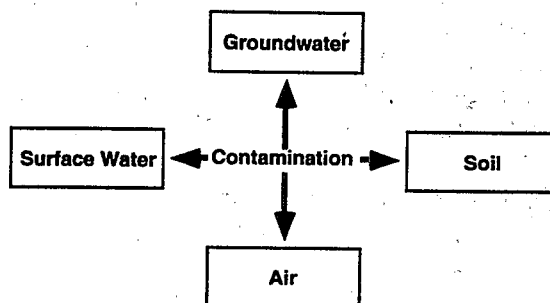 Groundwater
Surface Water
Contamination
Soil
Air